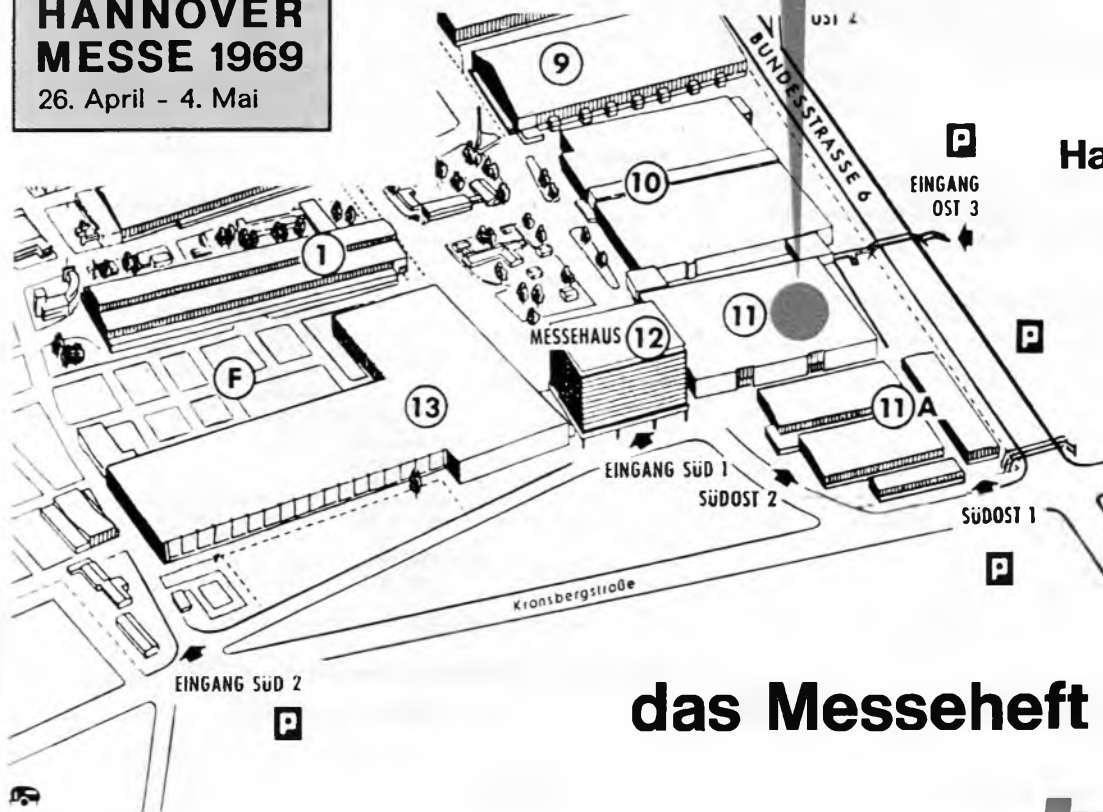 HANNOVER
MESSE 1969
26. April - 4. Mai
9
BUNDESSTRASSE 6
P
Ha
10
EINGANG
OST 3
1
11
P
MESSEHAUS 12
F
13
11 A
EINGANG SÜD 1
SÜDOST 2
SÜDOST 1
P
Kronsbergstraße
EINGANG SÜD 2
P
das Messeheft